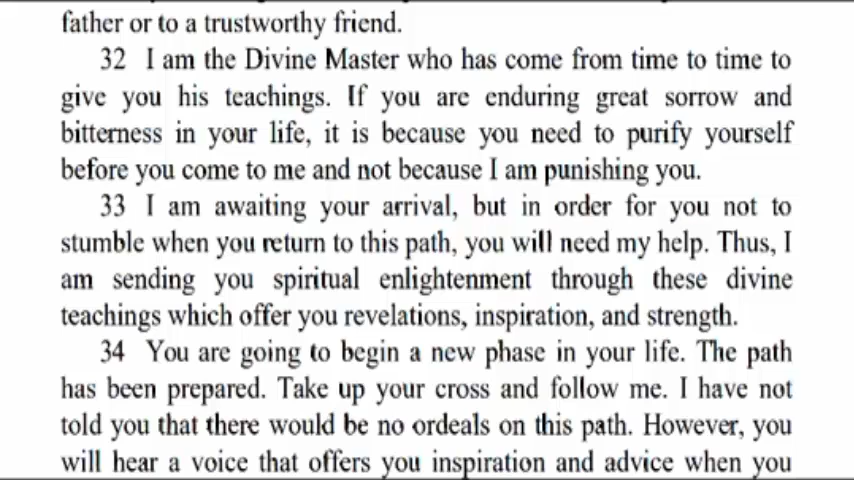 father or to a trustworthy friend.
32 I am the Divine Master who has come from time to time to
give you his teachings. If you are enduring great sorrow and
bitterness in your life, it is because you need to purify yourself
before you come to me and not because I am punishing you.
33 I am awaiting your arrival, but in order for you not to
stumble when you return to this path, you will need my help. Thus, I
am sending you spiritual enlightenment through these divine
teachings which offer you revelations, inspiration, and strength.
34 You are going to begin a new phase in your life. The path
has been prepared. Take up your cross and follow me. I have not
told you that there would be no ordeals on this path. However, you
will hear a voice that offers you inspiration and advice when you